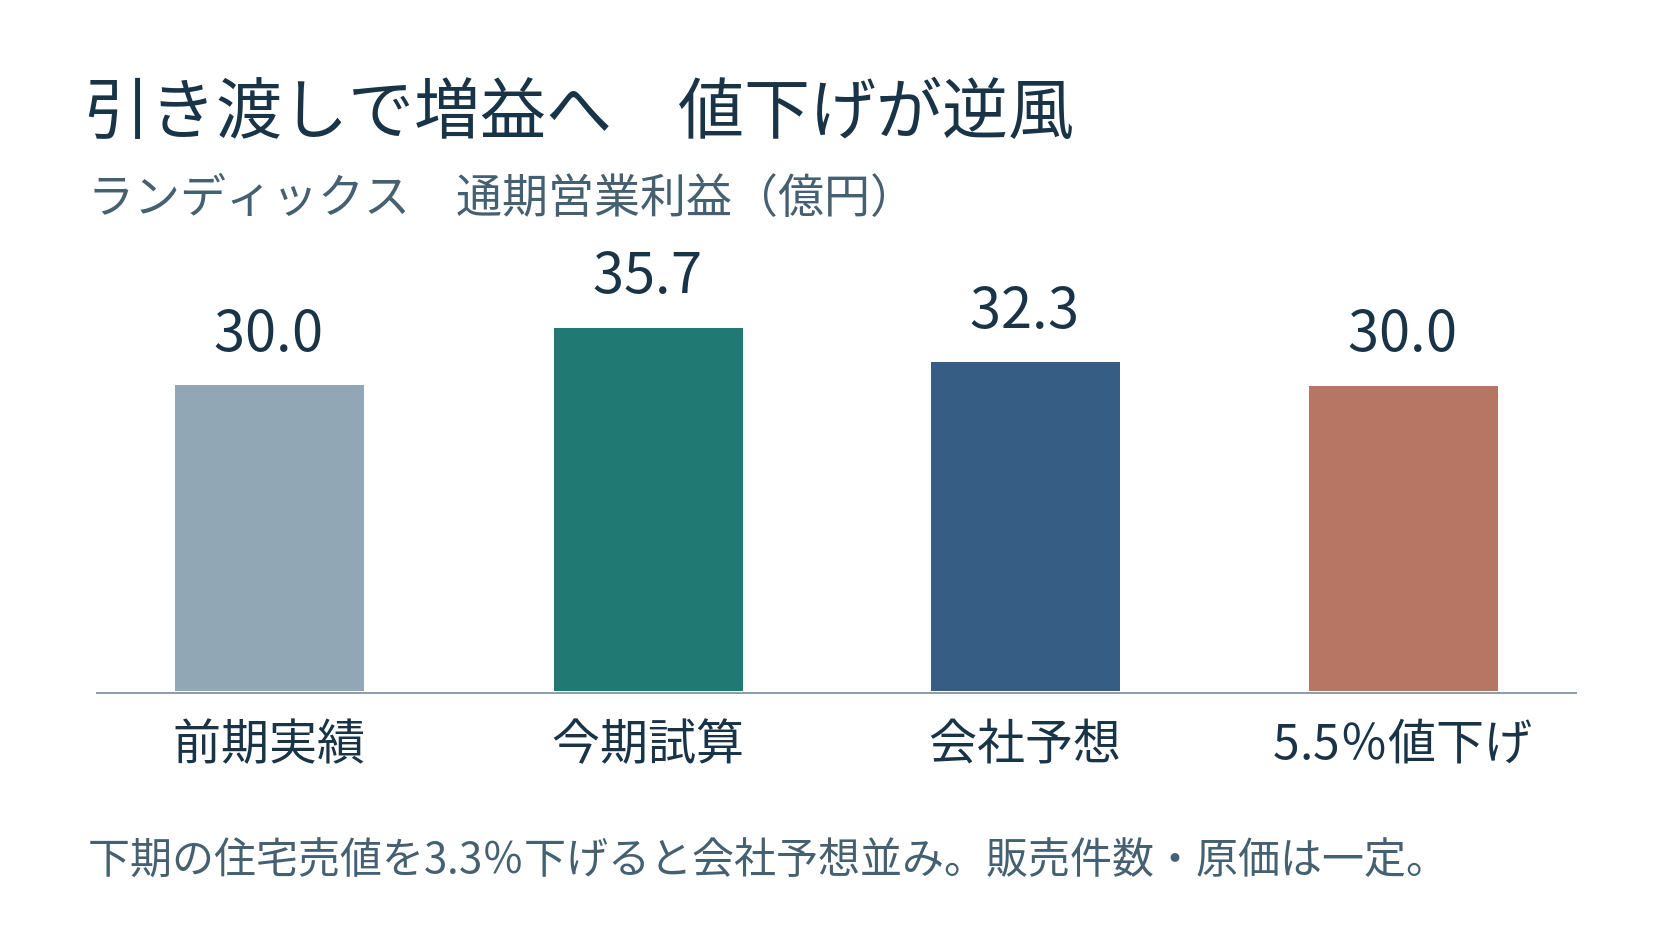 引き渡しで増益へ　値下げが逆風
ランディックス　通期営業利益（億円）
30.0
35.7
32.3
30.0
前期実績
今期試算
会社予想
5.5%値下げ
下期の住宅売値を3.3%下げると会社予想並み。販売件数・原価は一定。